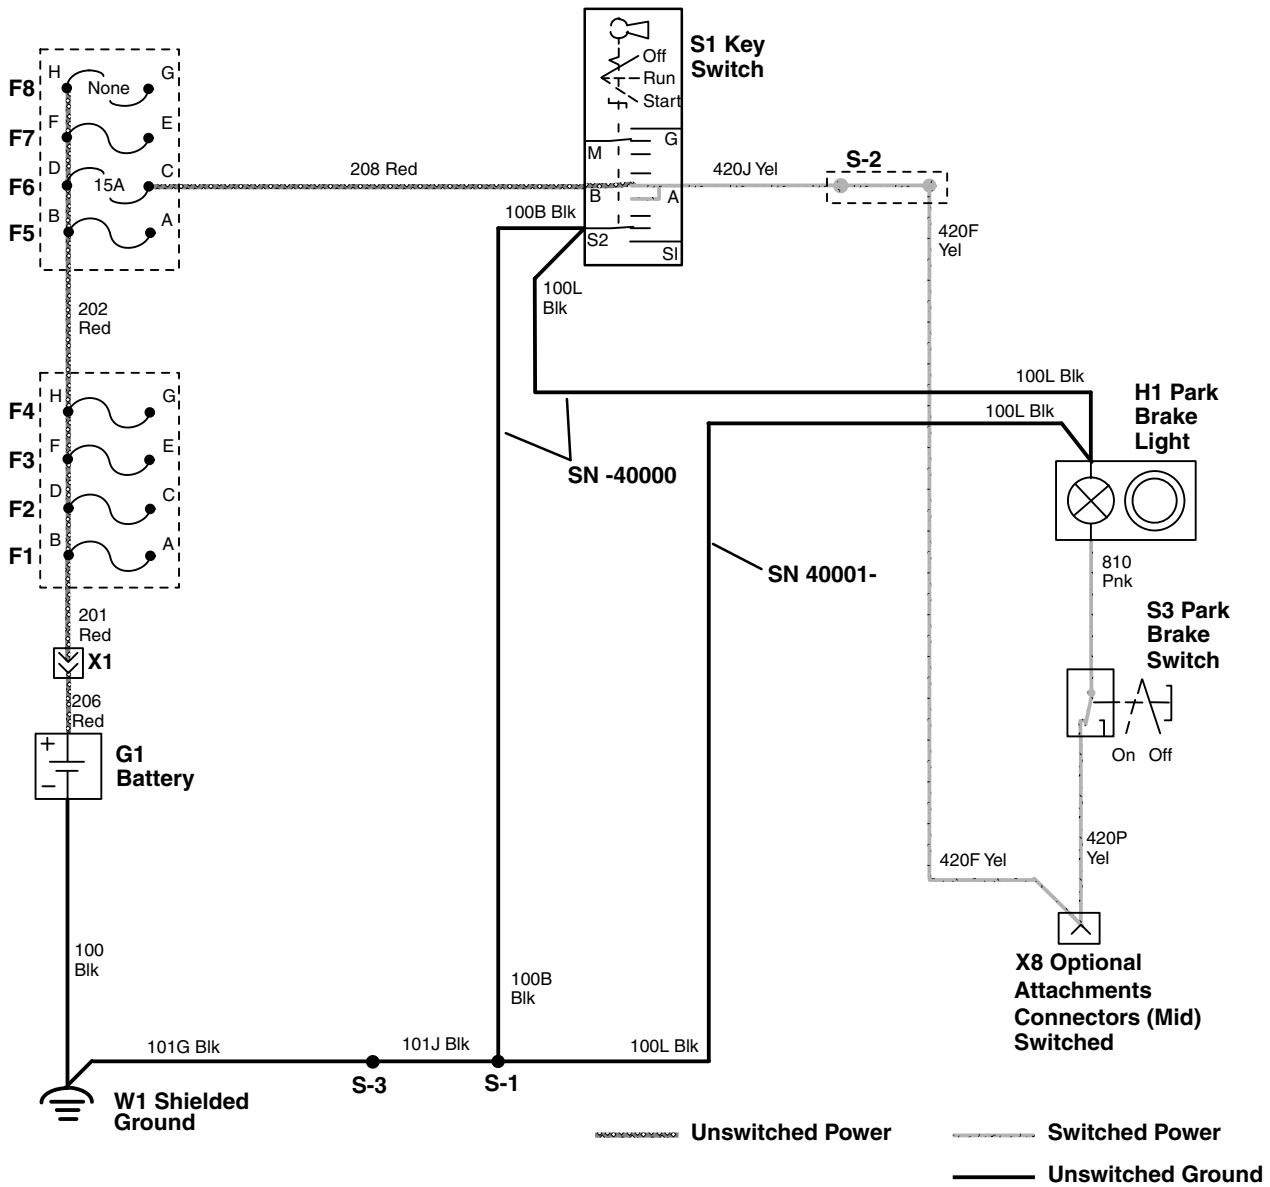 S1 Key
Switch
Off
Run
Start
G
M
B
A
S2
SI
H
G
F8
None
F
E
F7
D
C
F6
15A
B
A
F5
208 Red
420J Yel
S-2
100B Blk
420F
Yel
100L
Blk
202
Red
H
G
F4
F
E
F3
D
C
F2
B
A
F1
100L Blk
100L Blk
H1 Park
Brake
Light
SN -40000
SN 40001-
810
Pnk
S3 Park
Brake
Switch
On
Off
201
Red
X1
206
Red
+
−
G1
Battery
420P
Yel
420F Yel
X8 Optional
Attachments
Connectors (Mid)
Switched
100
Blk
100B
Blk
101G Blk
101J Blk
100L Blk
S-3
S-1
W1 Shielded
Ground
Unswitched Power
Switched Power
Unswitched Ground